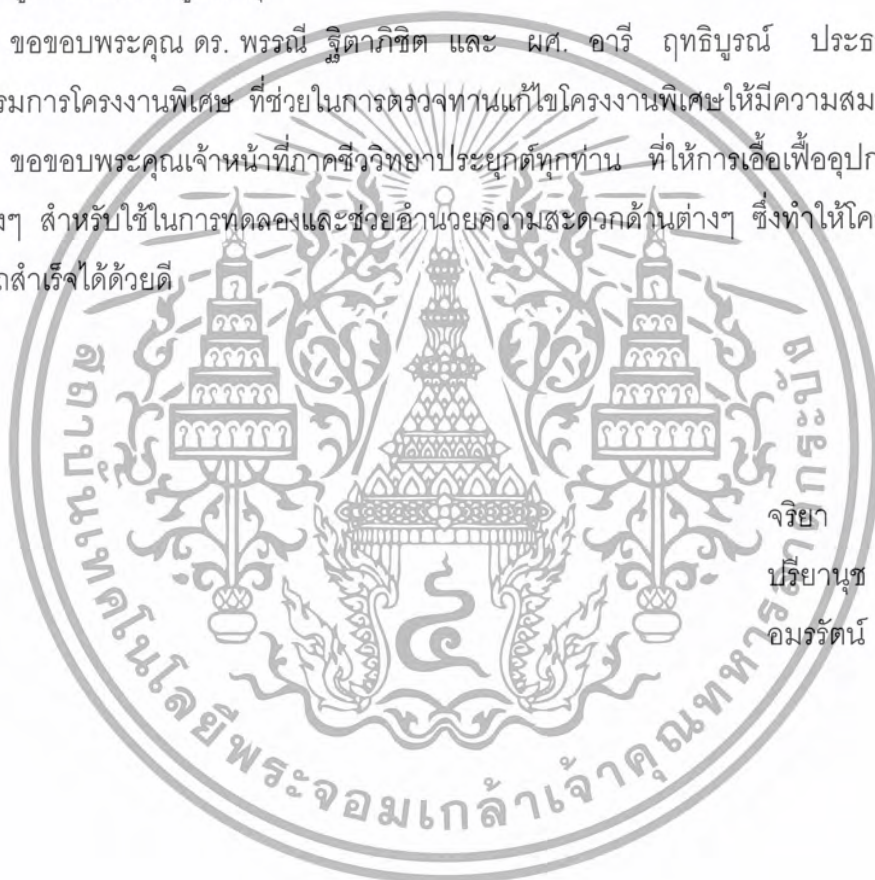 ขอขอบพระคุณ ดร. พรรณี ฐิตาภิชิต และ ผศ. อารี ฤทธิบูรณ์ ประธ
รมการโครงงานพิเศษ ที่ช่วยในการตรวจทานแก้ไขโครงงานพิเศษให้มีความสม
ขอขอบพระคุณเจ้าหน้าที่ภาคชีววิทยาประยุกต์ทุกท่าน ที่ให้การเอื้อเฟื้ออุปก
งๆ สำหรับใช้ในการทดลองและช่วยอำนวยความสะดวกด้านต่างๆ ซึ่งทำให้โค
ถสำเร็จได้ด้วยดี
จริยา
ปรียานุช
อมรรัตน์
สถาบันเทคโนโลยีพระจอมเกล้าเจ้าคุณทหารลาดกระบัง
๔